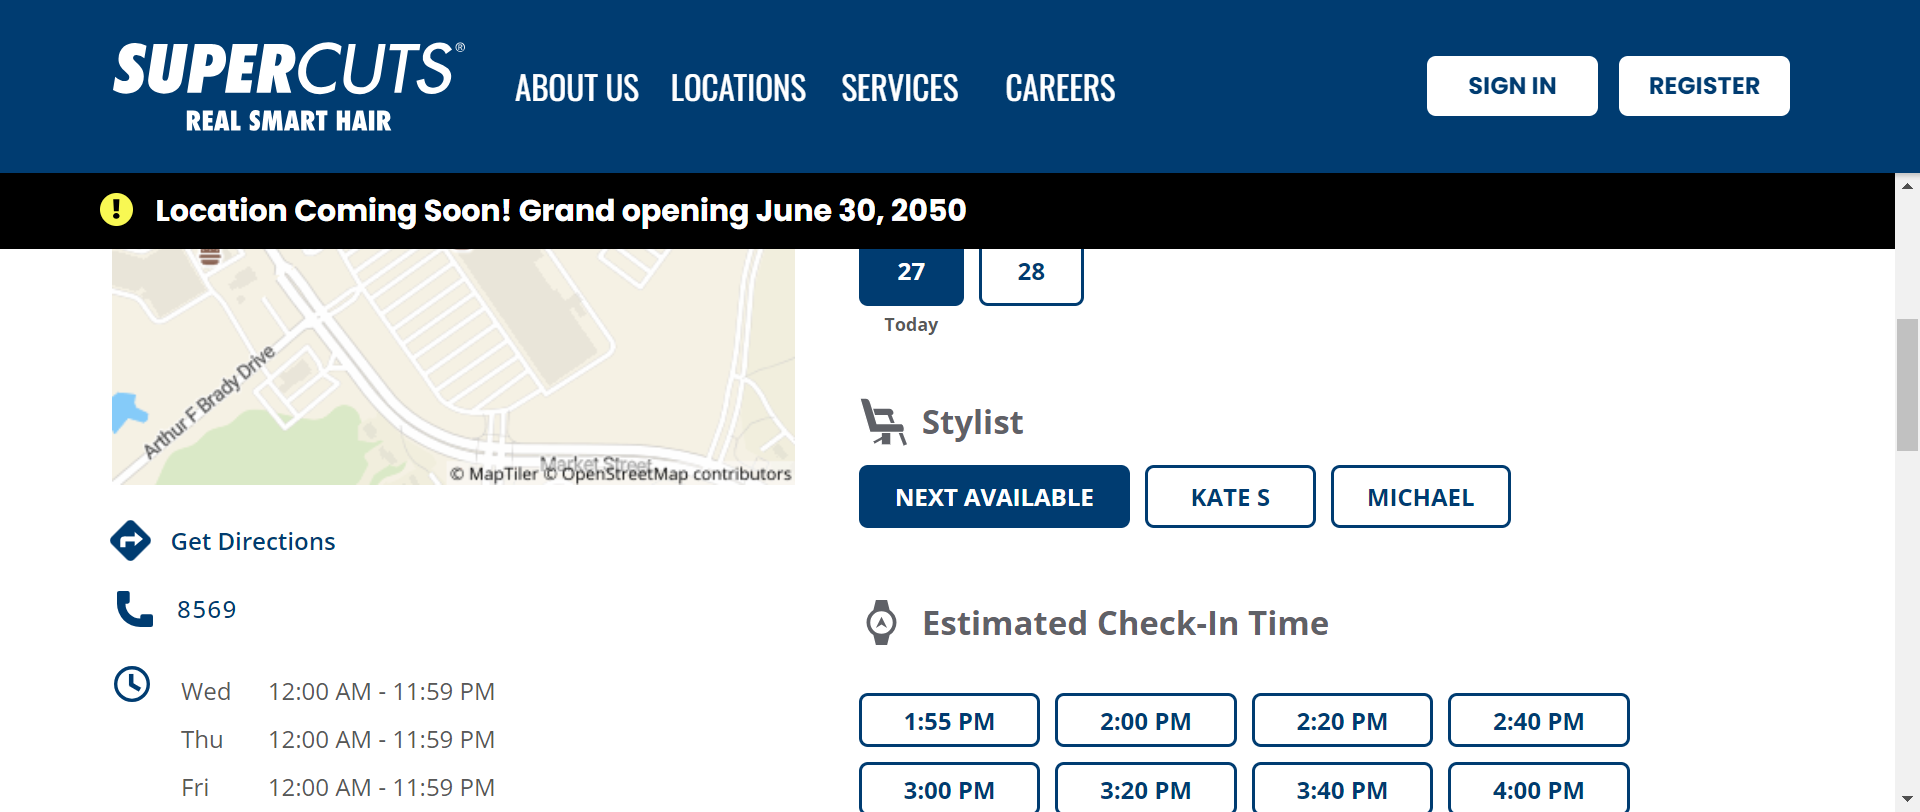 SUPERCUTS®
REAL SMART HAIR
ABOUT US
LOCATIONS
SERVICES
CAREERS
SIGN IN
REGISTER
Location Coming Soon! Grand opening June 30, 2050
Arthur F Brady Drive
Market Street
© MapTiler © OpenStreetMap contributors
Get Directions
8569
Wed 12:00 AM - 11:59 PM
Thu 12:00 AM - 11:59 PM
Fri 12:00 AM - 11:59 PM
27
28
Today
Stylist
NEXT AVAILABLE
KATE S
MICHAEL
Estimated Check-In Time
1:55 PM
2:00 PM
2:20 PM
2:40 PM
3:00 PM
3:20 PM
3:40 PM
4:00 PM